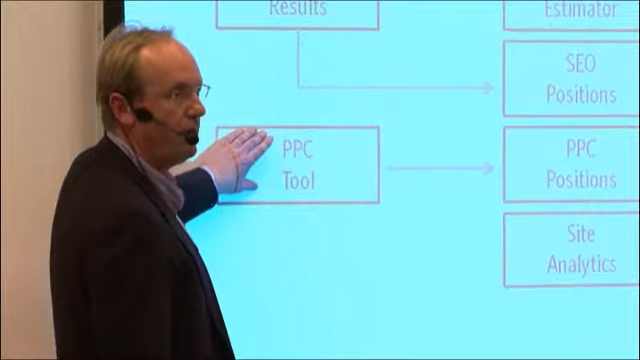 Results
Estimator
SEO
Positions
PPC
Tool
PPC
Positions
Site
Analytics